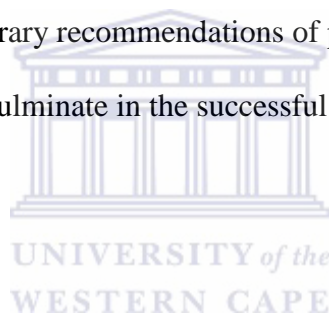 rary recommendations of
ulminate in the successful
UNIVERSITY of the
WESTERN CAPE